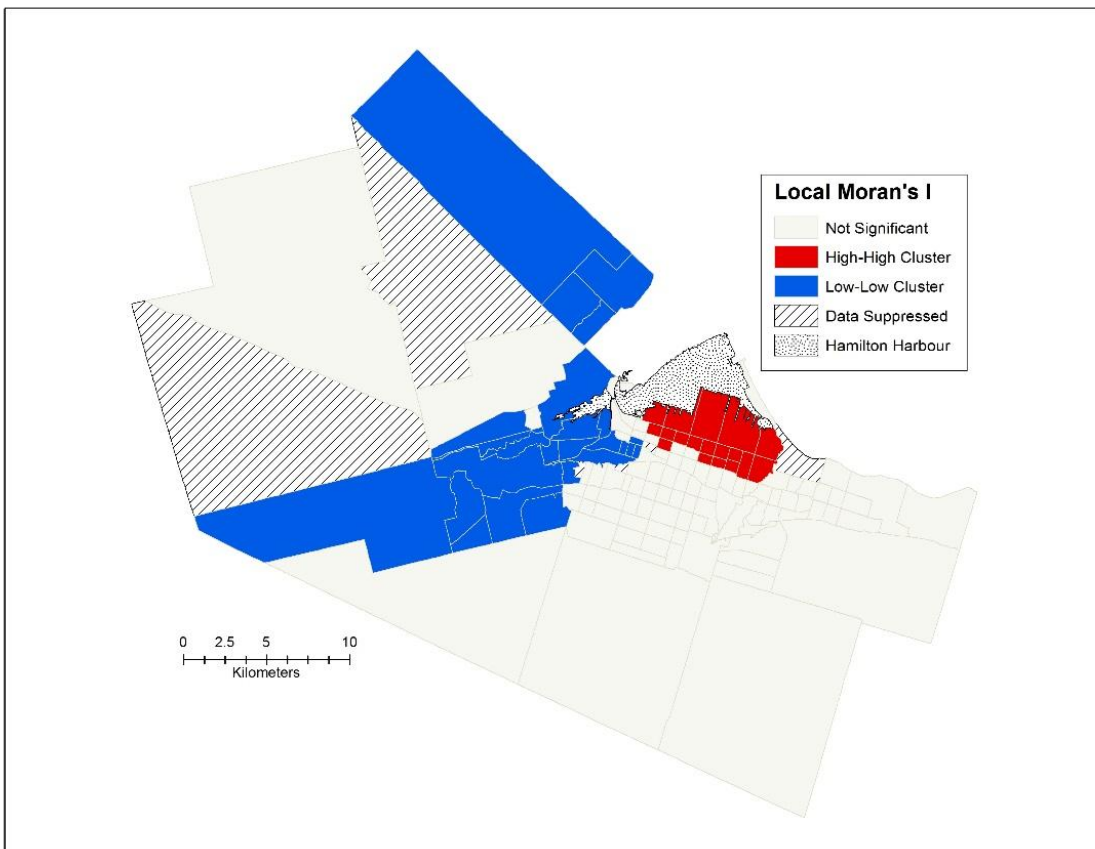 Local Moran's I
Not Significant
High-High Cluster
Low-Low Cluster
Data Suppressed
Hamilton Harbour
0 2.5 5 10
Kilometers